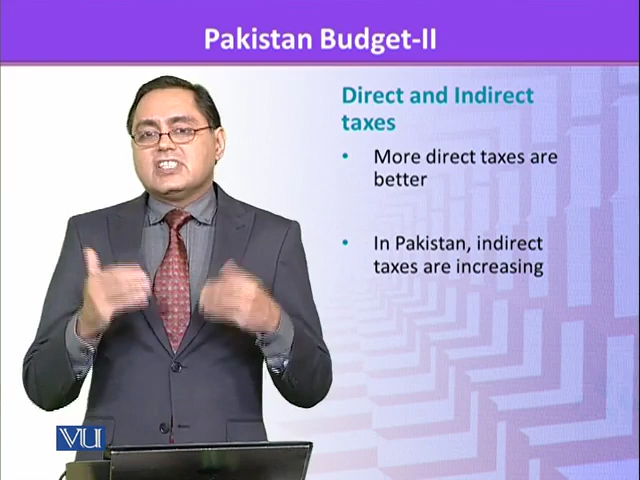 Pakistan Budget-II
Direct and Indirect
taxes
• More direct taxes are
better
• In Pakistan, indirect
taxes are increasing
VU